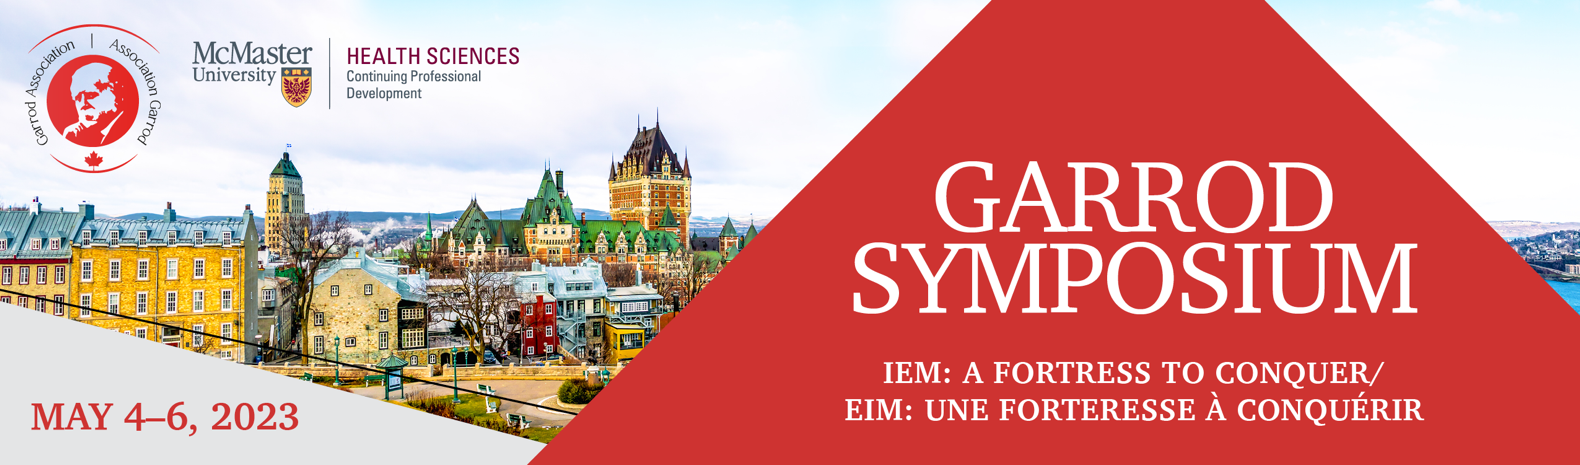 Garrod Association | Association Garrod
McMaster
University
HEALTH SCIENCES
Continuing Professional
Development
GARROD
SYMPOSIUM
IEM: A FORTRESS TO CONQUER/
EIM: UNE FORTERESSE À CONQUÉRIR
MAY 4–6, 2023